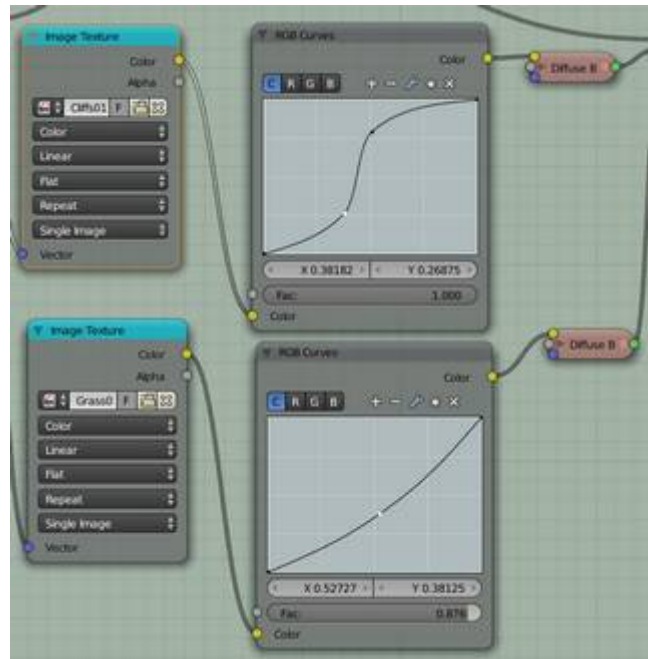 Image Texture
Color
Alpha
Cliffs01 F
Color
Linear
Flat
Repeat
Single Image
Vector
RGB Curves
Color
C R G B
X 0.38182 Y 0.26875
Fac: 1.000
Color
Diffuse B
Image Texture
Color
Alpha
Grass0 F
Color
Linear
Flat
Repeat
Single Image
Vector
RGB Curves
Color
C R G B
X 0.52727 Y 0.38125
Fac: 0.876
Color
Diffuse B